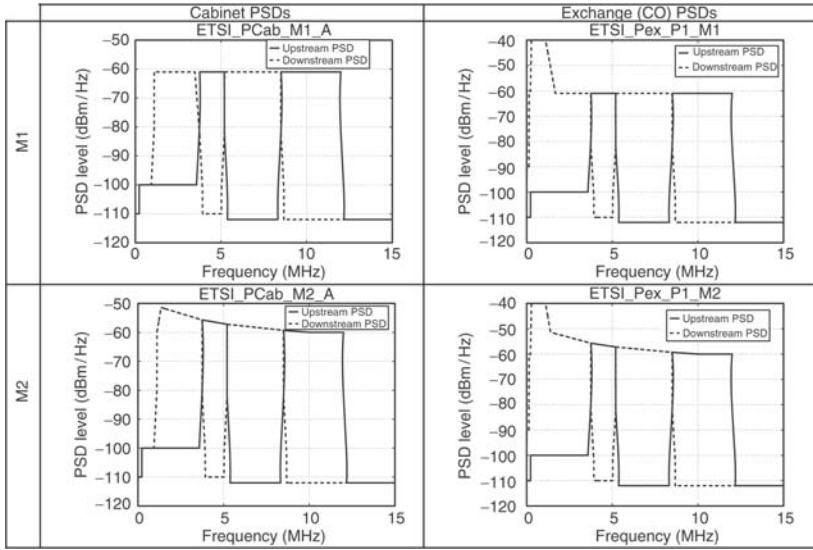 Cabinet PSDs
Exchange (CO) PSDs
M1
ETSI_PCab_M1_A
Upstream PSD
Downstream PSD
PSD level (dBm/Hz)
−50
−60
−70
−80
−90
−100
−110
−120
0
5
10
15
Frequency (MHz)
ETSI_Pex_P1_M1
Upstream PSD
Downstream PSD
PSD level (dBm/Hz)
−40
−50
−60
−70
−80
−90
−100
−110
−120
0
5
10
15
Frequency (MHz)
M2
ETSI_PCab_M2_A
Upstream PSD
Downstream PSD
PSD level (dBm/Hz)
−50
−60
−70
−80
−90
−100
−110
−120
0
5
10
15
Frequency (MHz)
ETSI_Pex_P1_M2
Upstream PSD
Downstream PSD
PSD level (dBm/Hz)
−40
−50
−60
−70
−80
−90
−100
−110
−120
0
5
10
15
Frequency (MHz)